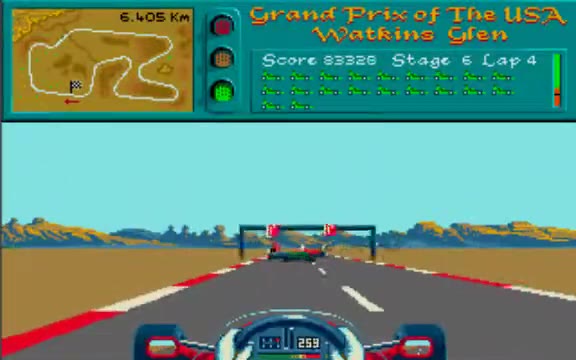 6.405 Km
Grand Prix of The USA
Watkins Glen
Score 83328 Stage 6 Lap 4
259